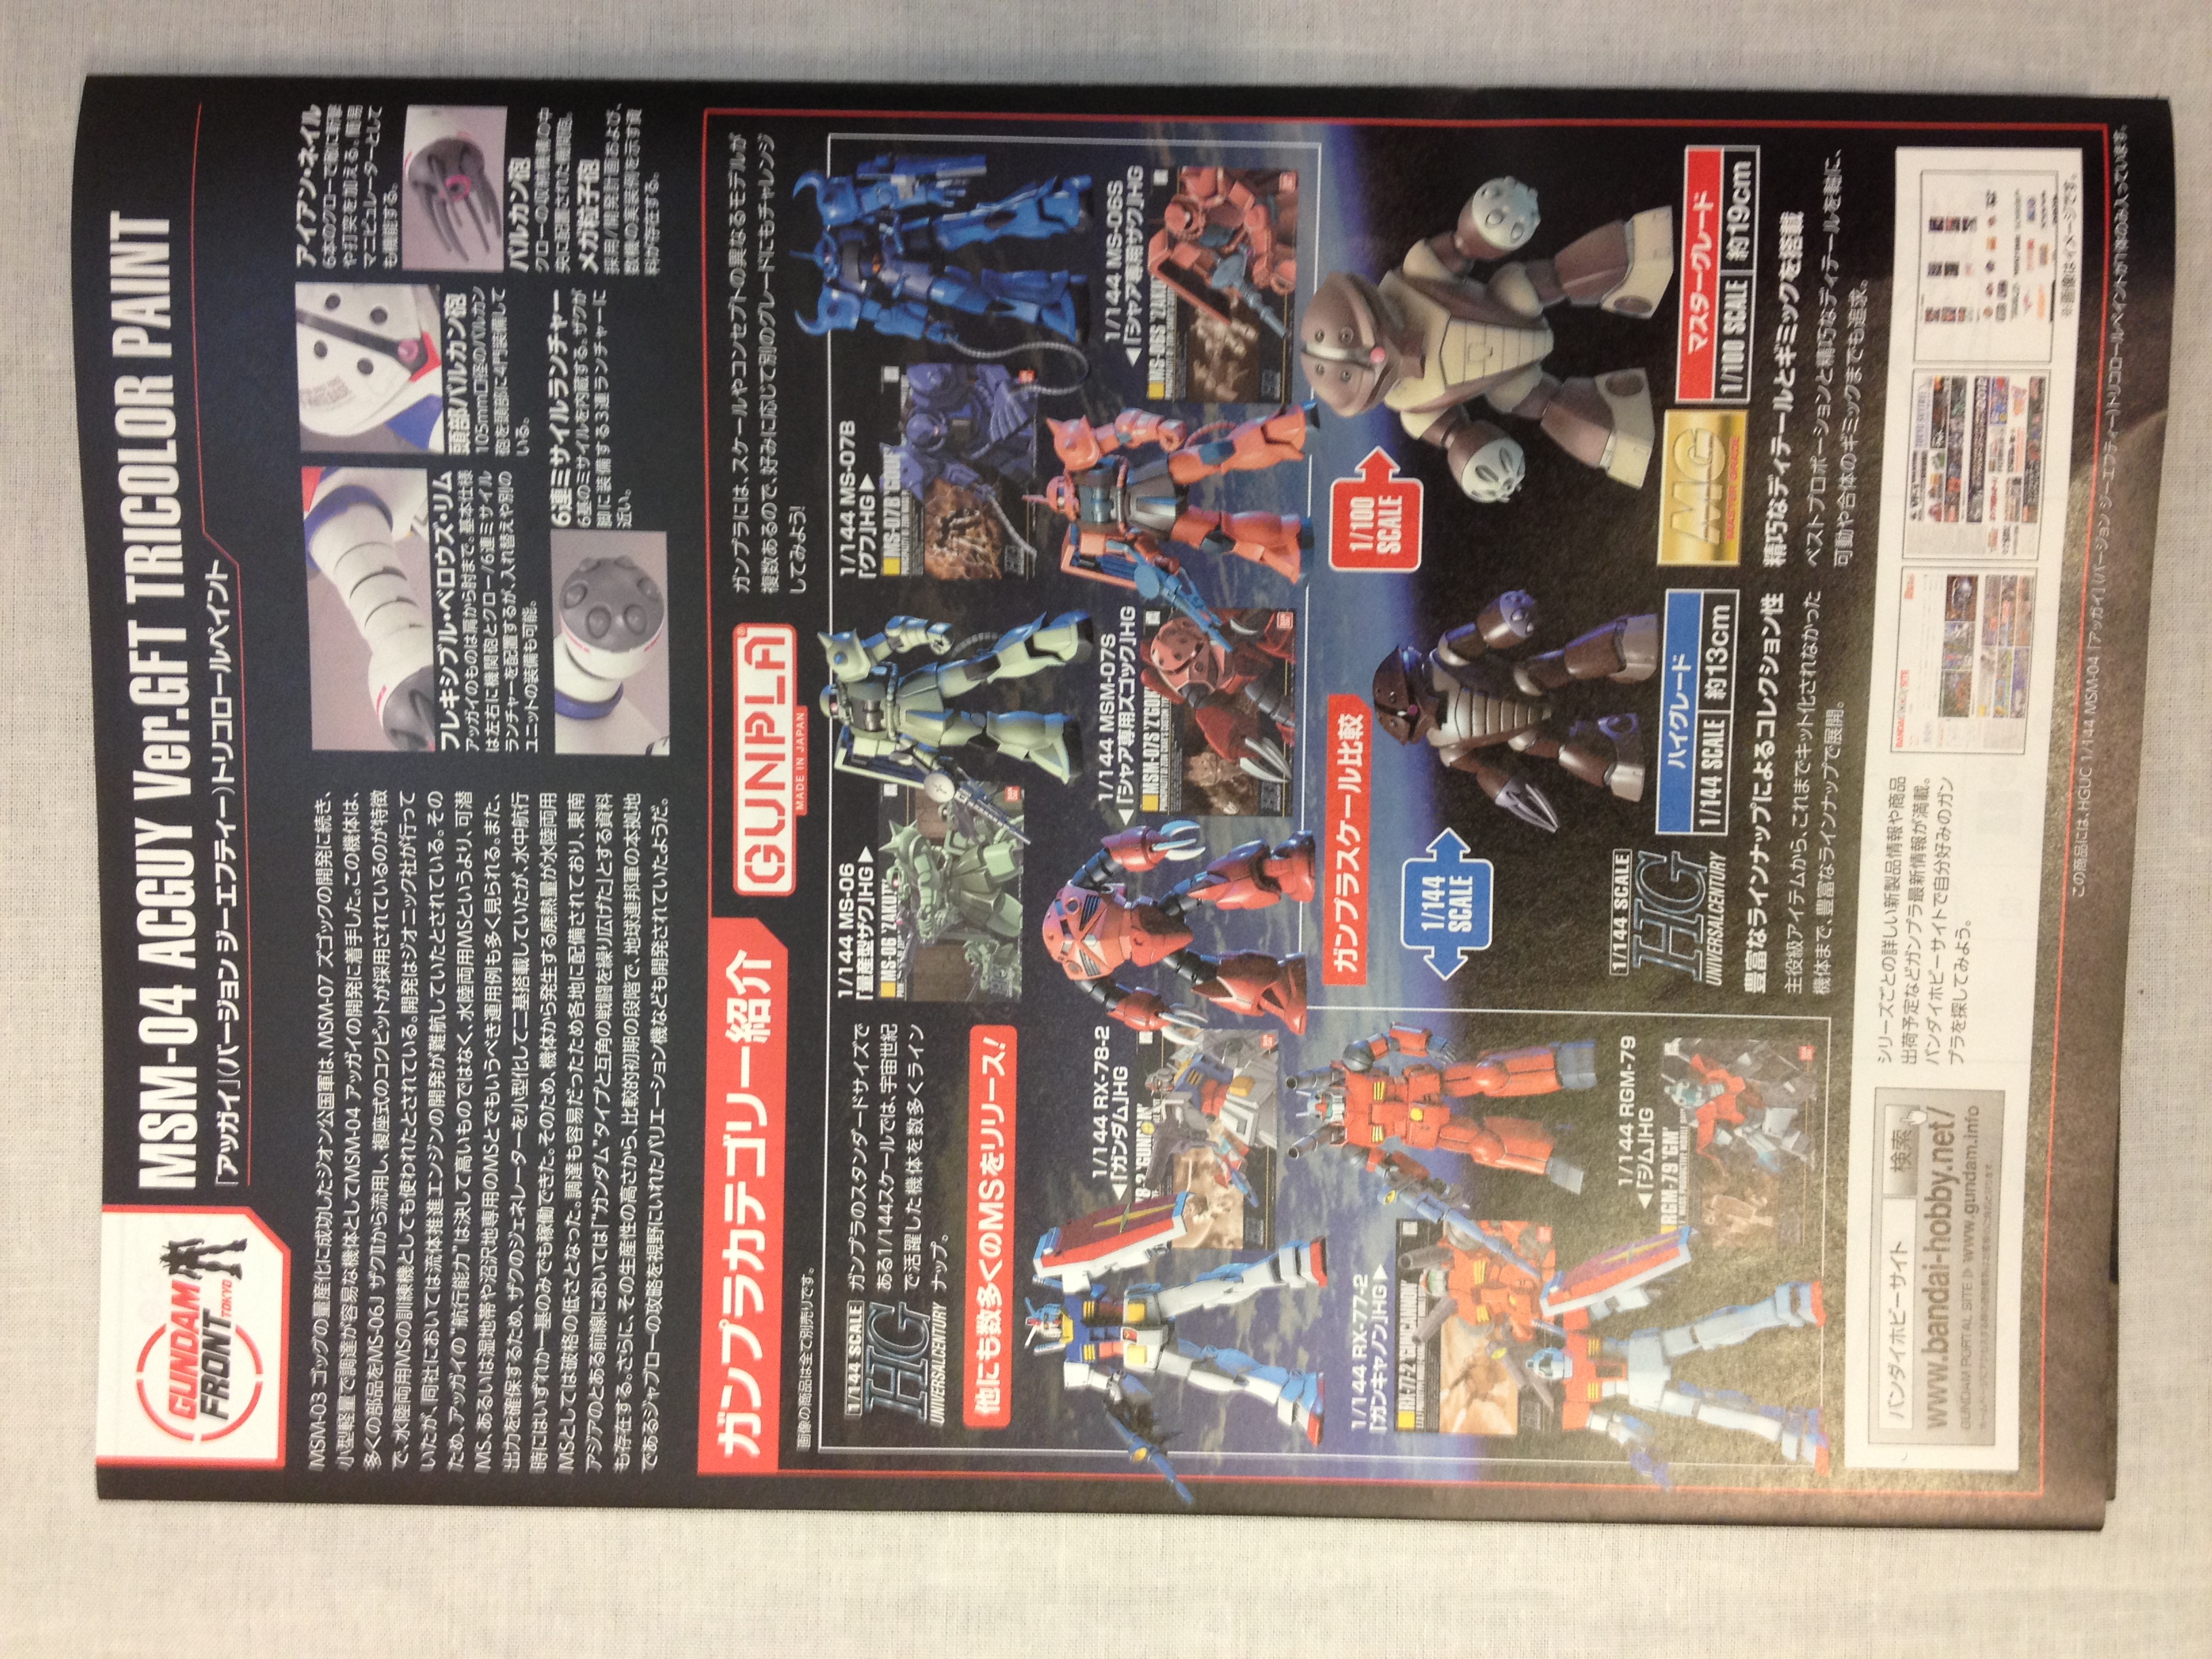 GUNDAM
FRONT TOKYO
MSM-04 ACGUY Ver.GFT TRICOLOR PAINT
「アッガイ」(バージョン ジーエフティー)トリコロールペイント
MSM-03 ゴッグの量産化に成功したジオン公国軍は、MSM-07 ズゴックの開発に続き、
小型軽量で調達が容易な機体としてMSM-04 アッガイの開発に着手した。この機体は、
多くの部品をMS-06J ザクⅡから流用し、複座式のコクピットが採用されているのが特徴
で、水陸両用MSの訓練機としても使われたとされている。開発はジオニック社が行って
いたが、同社においては流体推進エンジンの開発が難航していたとされている。その
ため、アッガイの“航行能力”は決して高いものではなく、水陸両用MSというより、可潜
MS、あるいは湿地帯や沼沢地専用のMSとでもいうべき運用例も多く見られる。また、
出力を確保するため、ザクのジェネレーターを小型化して二基搭載していたが、水中航行
時にはいずれか一基のみでも稼働できた。そのため、機体から発生する廃熱量が水陸両用
MSとしては破格の低さとなった。調達も容易だったため各地に配備されており、東南
アジアのとある前線においては「“ガンダム”タイプと互角の戦闘を繰り広げた」とする資料
も存在する。さらに、その生産性の高さから、比較的初期の段階で、地球連邦軍の本拠地
であるジャブローの攻略を視野にいれたバリエーション機なども開発されていたようだ。
フレキシブル・ベロウズ・リム
アッガイのものは肩から肘まで。基本仕様
は左右に機関砲とクロー/6連ミサイル
ランチャーを配置するが、入れ替えや別の
ユニットの装備も可能。
6連ミサイルランチャー
6基のミサイルを内蔵する。ザクが
脚に装備する3連ランチャーに
近い。
頭部バルカン砲
105mm口径のバルカン
砲を頭部に4門装備して
いる。
アイアン・ネイル
6本のクローで敵に斬撃
や打突を加える。展開
マニピュレーターとして
も機能する。
バルカン砲
クローの収納機構の中
央に配置された機関砲。
メガ粒子砲
ガンプラカテゴリー紹介
GUNPLA
MADE IN JAPAN
ガンプラには、スケールやコンセプトの異なるモデルが
複数あるので、好みに応じて別のグレードにもチャレンジ
してみよう!
画像の商品は全て別売りです。
1/144 SCALE
HG
UNIVERSAL CENTURY
ガンプラのスタンダードサイズで
ある1/144スケールでは、宇宙世紀
で活躍した機体を数多くライン
ナップ。
他にも数多くのMSをリリース!
1/144 RX-78-2
◀「ガンダム」HG
1/144 RX-77-2
「ガンキャノン」HG▶
1/144 RGM-79
◀「ジム」HG
1/144 MS-06
「量産型ザク」HG▶
1/144 MSM-07S
◀「シャア専用ズゴック」HG
1/144 MS-07B
「グフ」HG▶
1/144 MS-06S
◀「シャア専用ザク」HG
ガンプラスケール比較
1/144
SCALE
1/100
SCALE
1/144 SCALE
HG
UNIVERSAL CENTURY
ハイグレード
1/144 SCALE 約13cm
豊富なラインナップによるコレクション性
主役級アイテムから、これまでキット化されなかった
機体まで、豊富なラインナップで展開。
MG
MASTER GRADE
マスターグレード
1/100 SCALE 約19cm
精巧なディテールとギミックを搭載
ベストプロポーションと精巧なディテールを軸に、
可動や合体のギミックまでも追求。
バンダイホビーサイト 検索
www.bandai-hobby.net/
GUNDAM PORTAL SITE ▷ www.gundam.info
シリーズごとの詳しい新製品情報や商品
出荷予定などガンプラ最新情報が満載。
バンダイホビーサイトで自分好みのガン
プラを探してみよう。
※画像はイメージです。
この商品には、HGUC 1/144 MSM-04「アッガイ」(バージョン ジーエフティー)トリコロールペイントが1体のみ入っています。